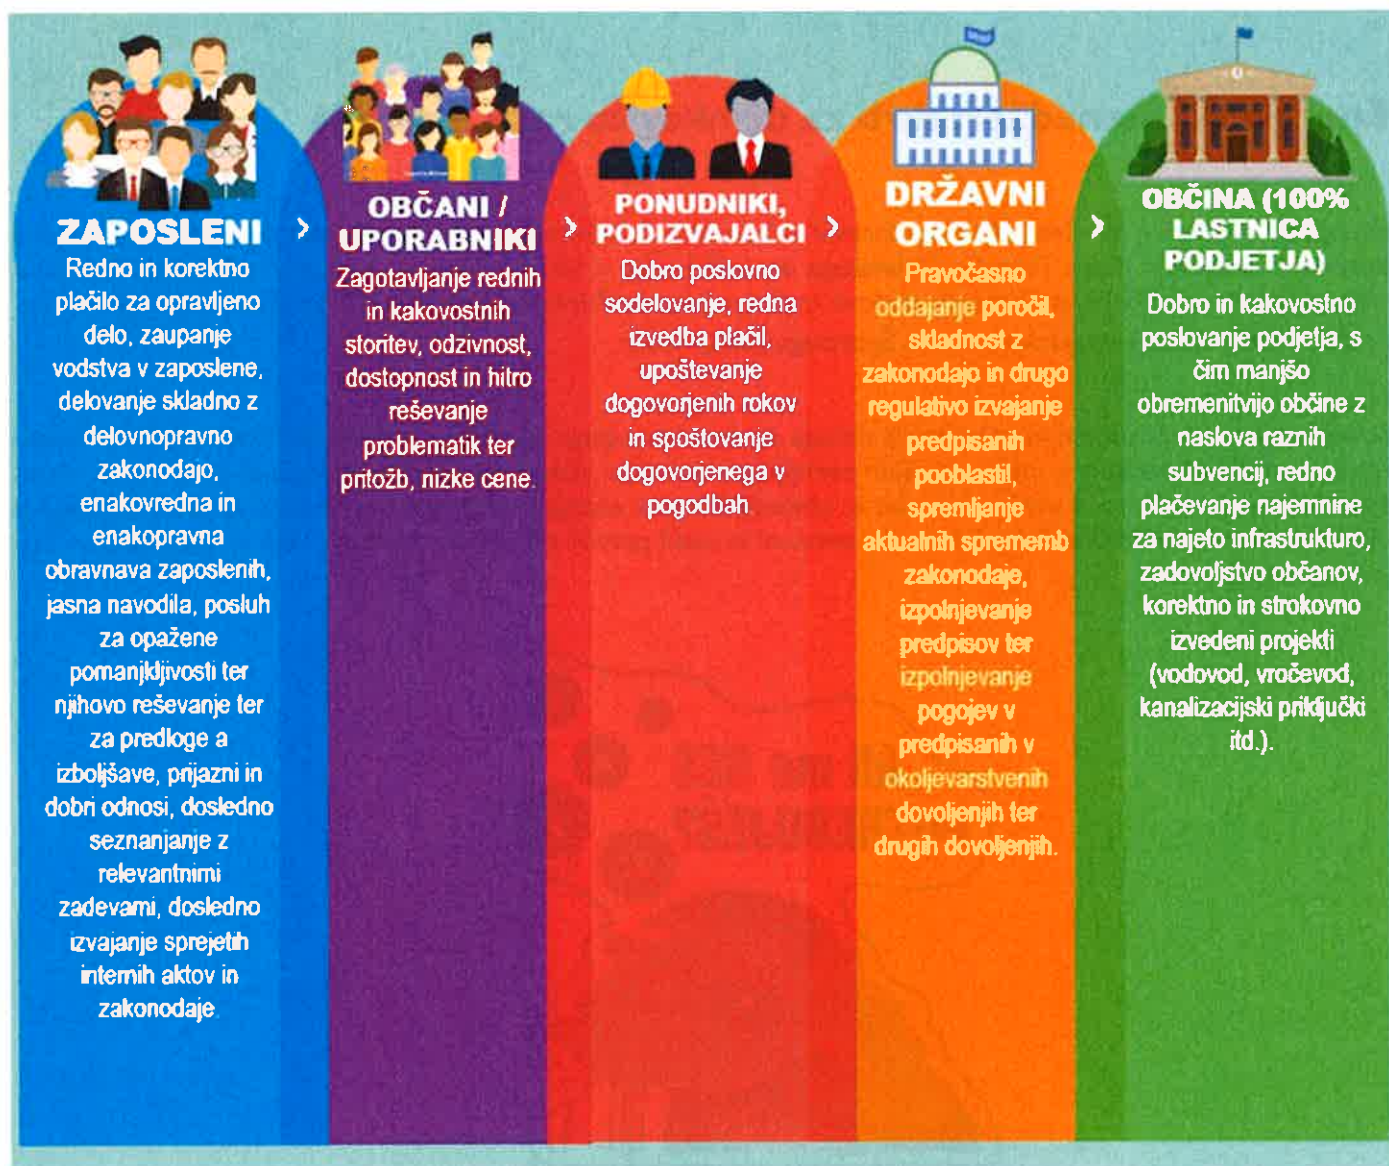 ZAPOSLENI
Redno in korektno
plačilo za opravljeno
delo, zaupanje
vodstva v zaposlene,
delovanje skladno z
delovnopravno
zakonodajo,
enakovredna in
enakopravna
obravnava zaposlenih,
jasna navodila, posluh
za opažene
pomanjkljivosti ter
njihovo reševanje ter
za predloge a
izboljšave, prijazni in
dobri odnosi, dosledno
seznanjanje z
relevantnimi
zadevami, dosledno
izvajanje sprejetih
internih aktov in
zakonodaje.
›
OBČANI /
UPORABNIKI
Zagotavljanje rednih
in kakovostnih
storitev, odzivnost,
dostopnost in hitro
reševanje
problematik ter
pritožb, nizke cene.
›
PONUDNIKI,
PODIZVAJALCI
Dobro poslovno
sodelovanje, redna
izvedba plačil,
upoštevanje
dogovorjenih rokov
in spoštovanje
dogovorjenega v
pogodbah.
›
DRŽAVNI
ORGANI
Pravočasno
oddajanje poročil,
skladnost z
zakonodajo in drugo
regulativo izvajanje
predpisanih
pooblastil,
spremljanje
aktualnih sprememb
zakonodaje,
izpolnjevanje
predpisov ter
izpolnjevanje
pogojev v
predpisanih v
okoljevarstvenih
dovoljenjih ter
drugih dovoljenjih.
›
OBČINA (100%
LASTNICA
PODJETJA)
Dobro in kakovostno
poslovanje podjetja, s
čim manjšo
obremenitvijo občine z
naslova raznih
subvencij, redno
plačevanje najemnine
za najeto infrastrukturo,
zadovoljstvo občanov,
korektno in strokovno
izvedeni projekti
(vodovod, vročevod,
kanalizacijski priključki
itd.).